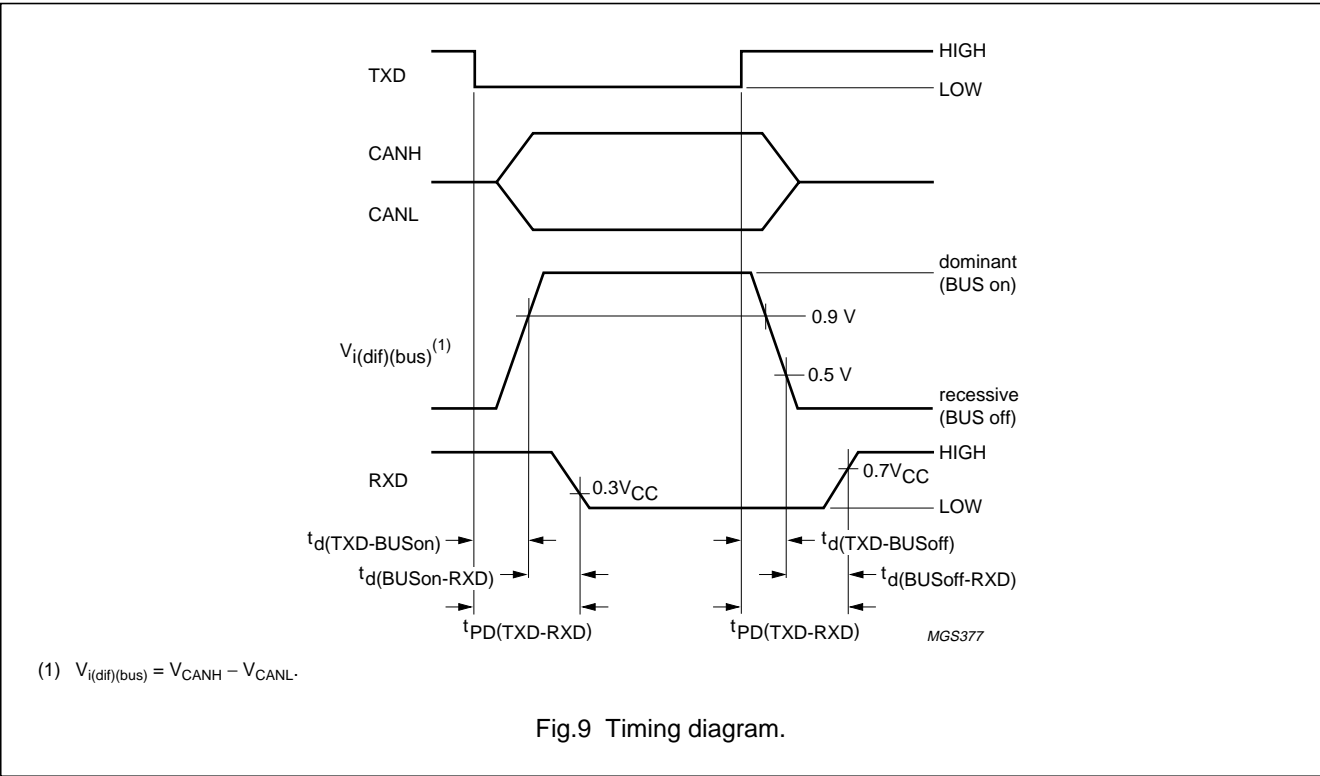 TXD
HIGH
LOW
CANH
CANL
dominant
(BUS on)
0.9 V
Vi(dif)(bus)(1)
0.5 V
recessive
(BUS off)
RXD
HIGH
0.3VCC
0.7VCC
LOW
td(TXD-BUSon)
td(TXD-BUSoff)
td(BUSon-RXD)
td(BUSoff-RXD)
tPD(TXD-RXD)
tPD(TXD-RXD)
MGS377
(1) Vi(dif)(bus) = VCANH − VCANL.
Fig.9 Timing diagram.